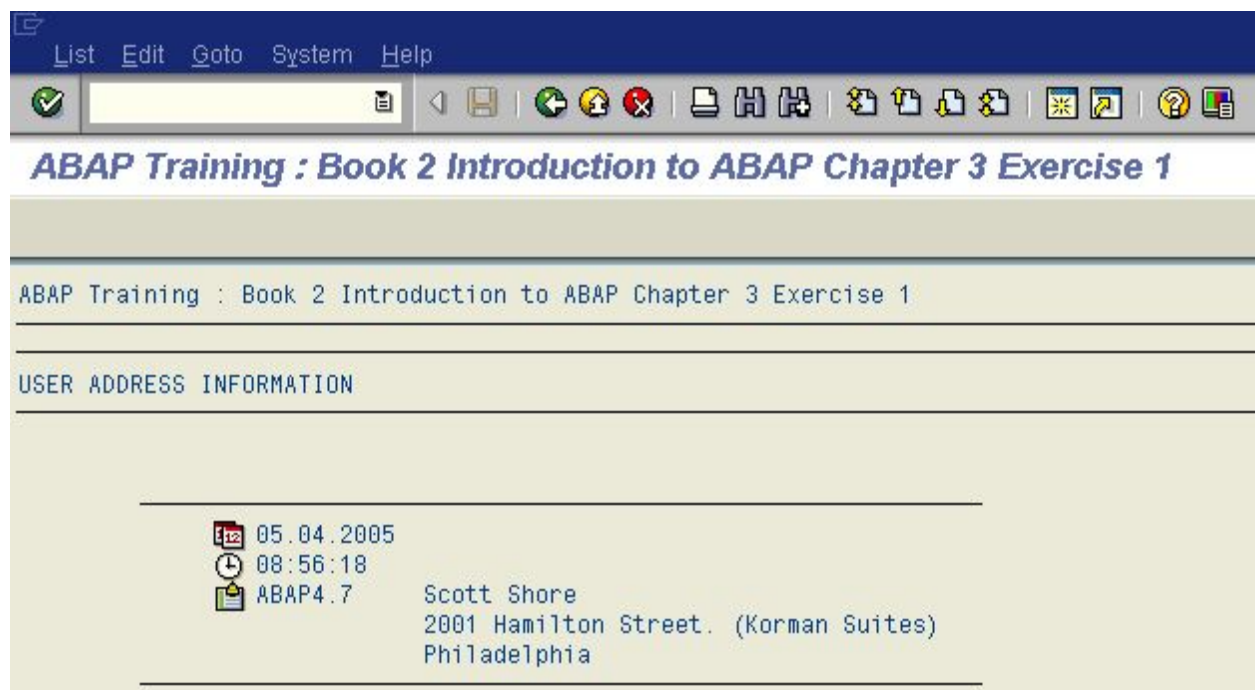 List Edit Goto System Help
ABAP Training : Book 2 Introduction to ABAP Chapter 3 Exercise 1
ABAP Training : Book 2 Introduction to ABAP Chapter 3 Exercise 1
USER ADDRESS INFORMATION
05.04.2005
08:56:18
ABAP4.7 Scott Shore
2001 Hamilton Street. (Korman Suites)
Philadelphia